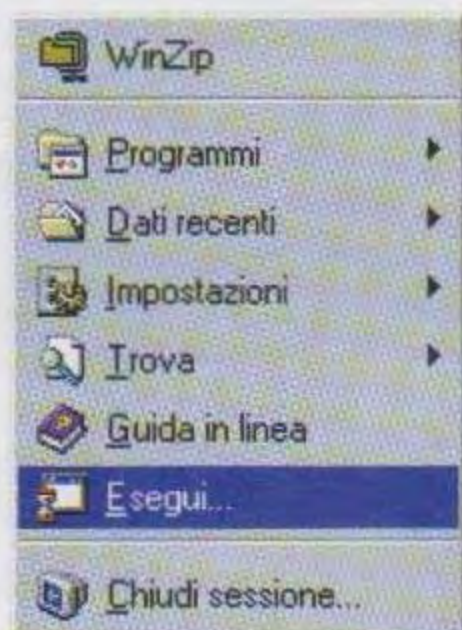 WinZip
Programmi
Dati recenti
Impostazioni
Trova
Guida in linea
Esegui...
Chiudi sessione...